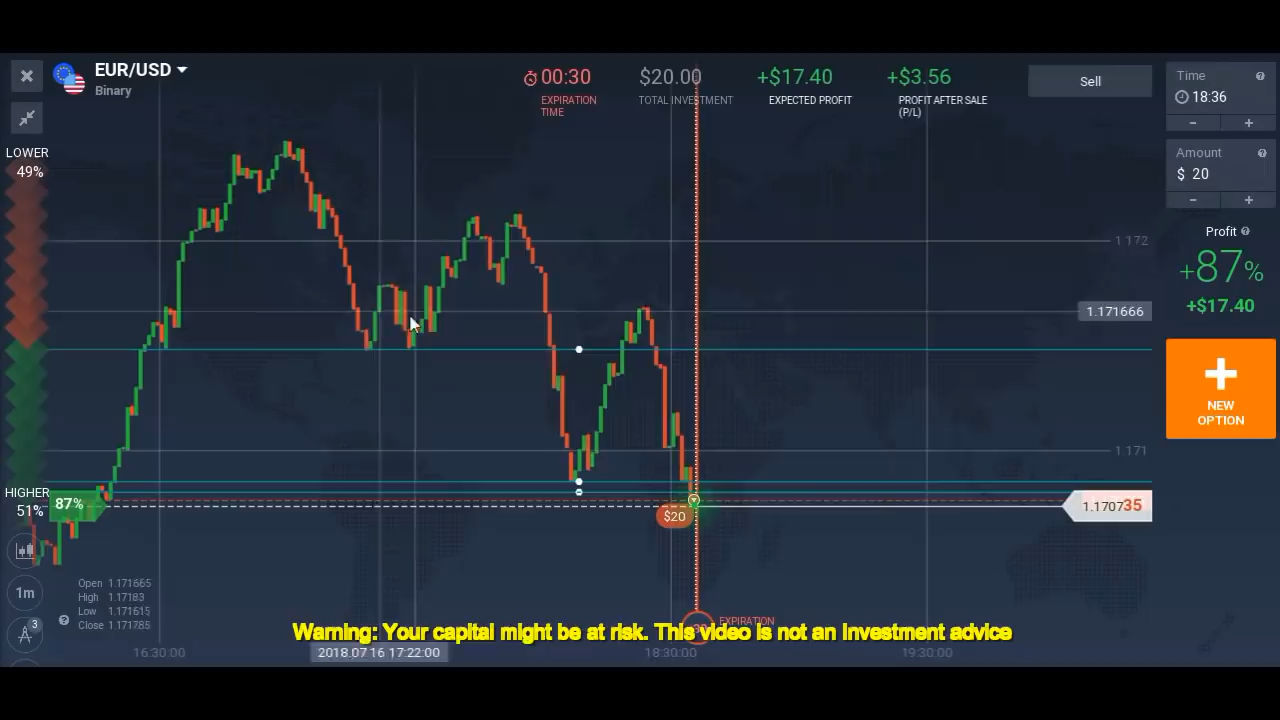 EUR/USD
Binary
00:30
EXPIRATION
TIME
$20.00
TOTAL INVESTMENT
+$17.40
EXPECTED PROFIT
+$3.56
PROFIT AFTER SALE
(P/L)
Sell
Time
18:36
- +
Amount
$ 20
- +
Profit
+87%
+$17.40
NEW
OPTION
LOWER
49%
1.172
1.171666
1.171
HIGHER
51%
87%
$20
1.170735
1m
3
Open 1.171665
High 1.17183
Low 1.171615
Close 1.171785
EXPIRATION
Warning: Your capital might be at risk. This video is not an investment advice
16:30:00
2018.07.16 17:22:00
18:30:00
19:30:00